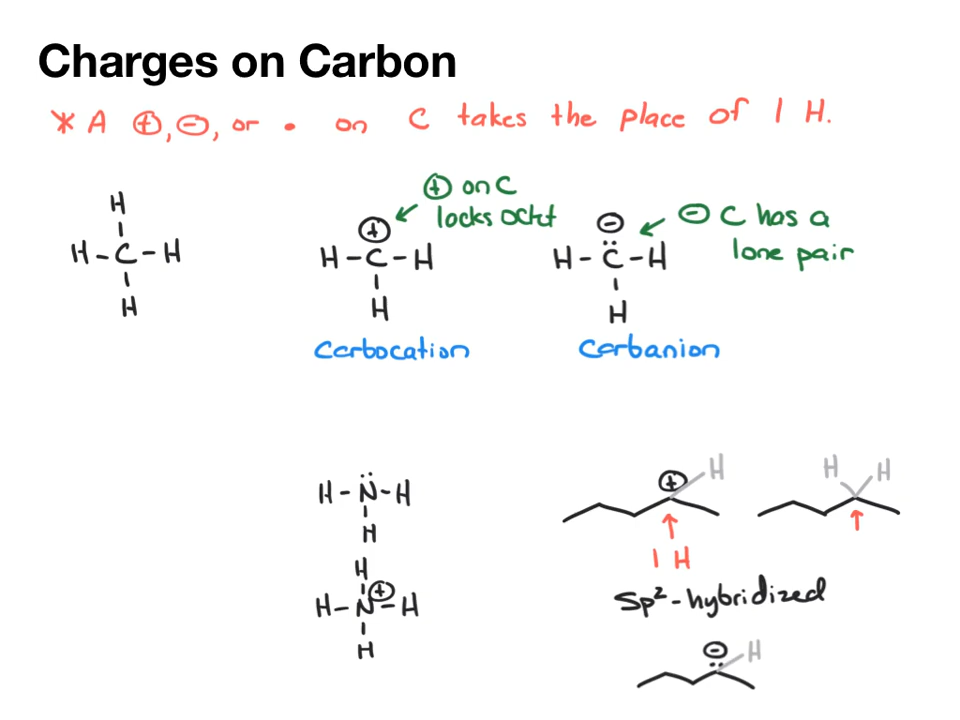 Charges on Carbon
* A ⊕, ⊖, or • on C takes the place of 1 H.
H
H-C-H
H
⊕ on C
lacks octet
⊕
H-C-H
H
Carbocation
⊖ C has a
lone pair
⊖
H-C̈-H
H
Carbanion
H-N̈-H
H
H
H-N⊕-H
H
⊕ H
1 H
H H
Sp²-hybridized
⊖ H